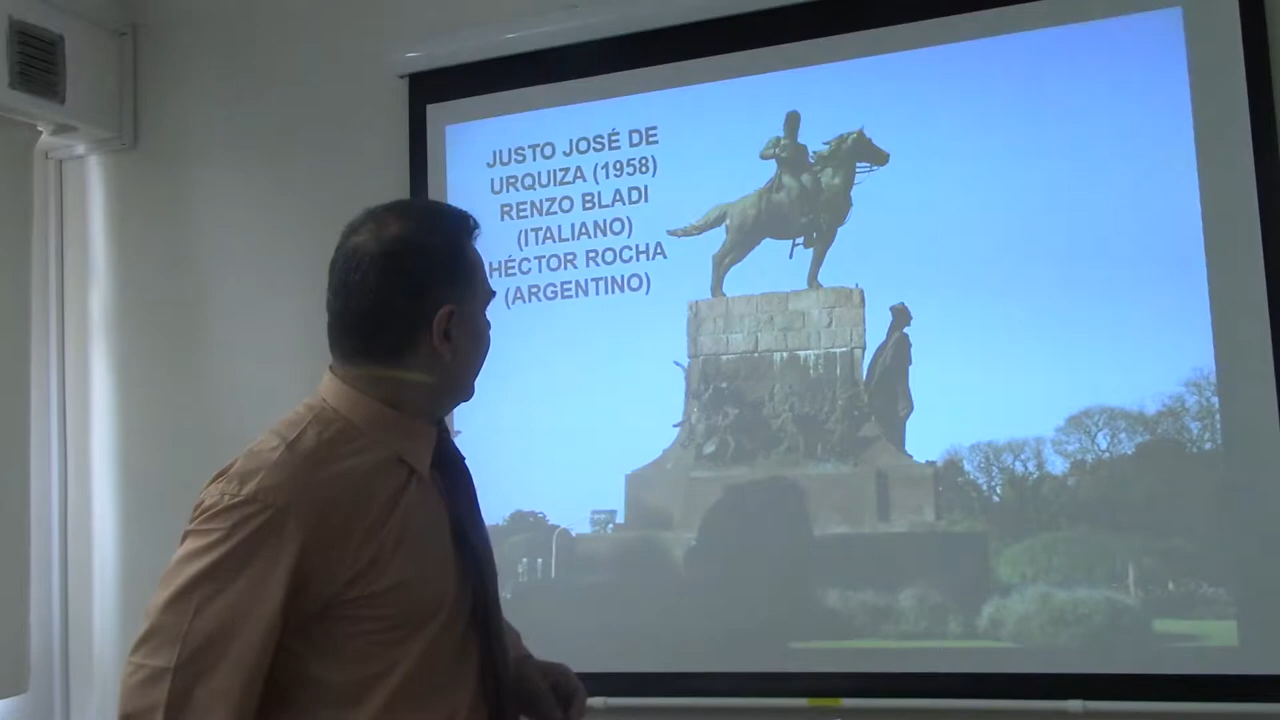 JUSTO JOSÉ DE
URQUIZA (1958)
RENZO BLADI
(ITALIANO)
HÉCTOR ROCHA
(ARGENTINO)